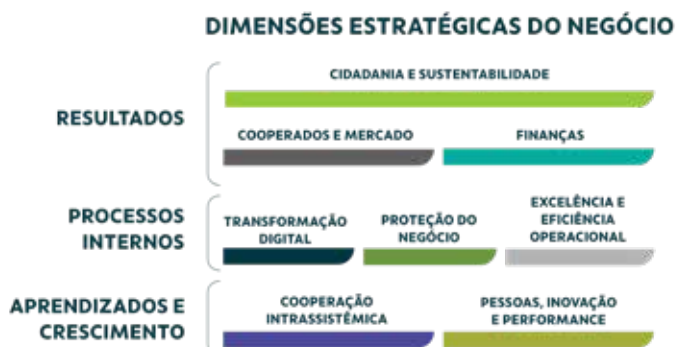 DIMENSÕES ESTRATÉGICAS DO NEGÓCIO
CIDADANIA E SUSTENTABILIDADE
RESULTADOS
COOPERADOS E MERCADO
FINANÇAS
PROCESSOS
INTERNOS
TRANSFORMAÇÃO
DIGITAL
PROTEÇÃO DO
NEGÓCIO
EXCELÊNCIA E
EFICIÊNCIA
OPERACIONAL
APRENDIZADOS E
CRESCIMENTO
COOPERAÇÃO
INTRASSISTÊMICA
PESSOAS, INOVAÇÃO
E PERFORMANCE